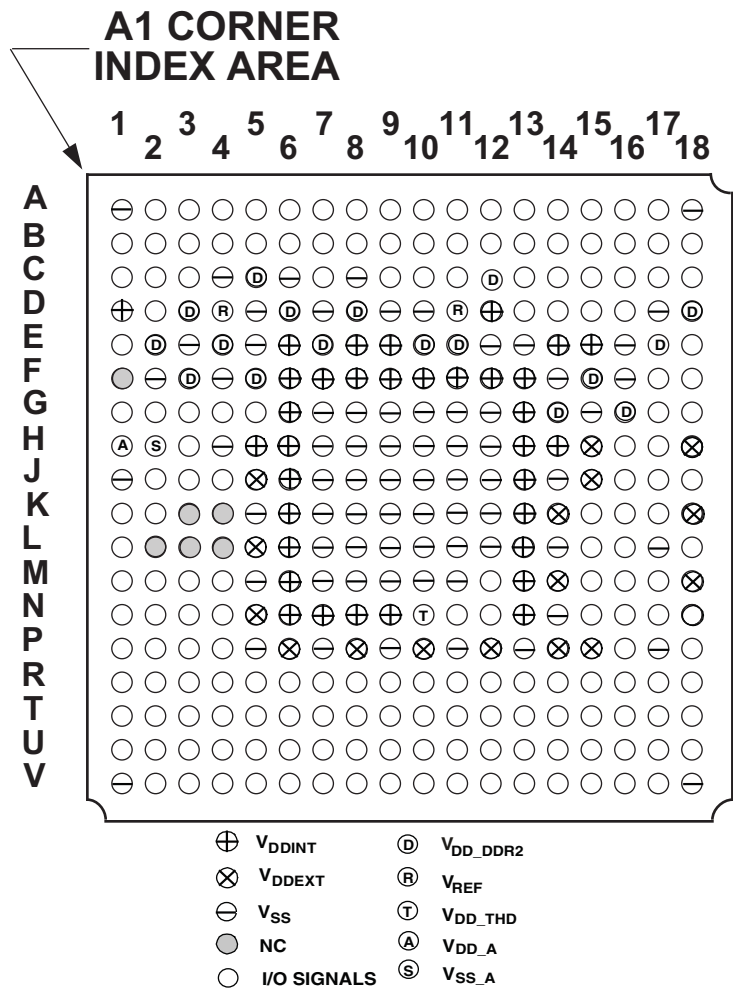 A1 CORNER
INDEX AREA
1 2 3 4 5 6 7 8 9 10 11 12 13 14 15 16 17 18
A
B
C D
D D R D D R D
E D D D D D D
F D D D
G D D
H A S
J
K
L
M
N T
P
R
T
U
V
VDDINT D VDD_DDR2
VDDEXT R VREF
VSS T VDD_THD
NC A VDD_A
I/O SIGNALS S VSS_A